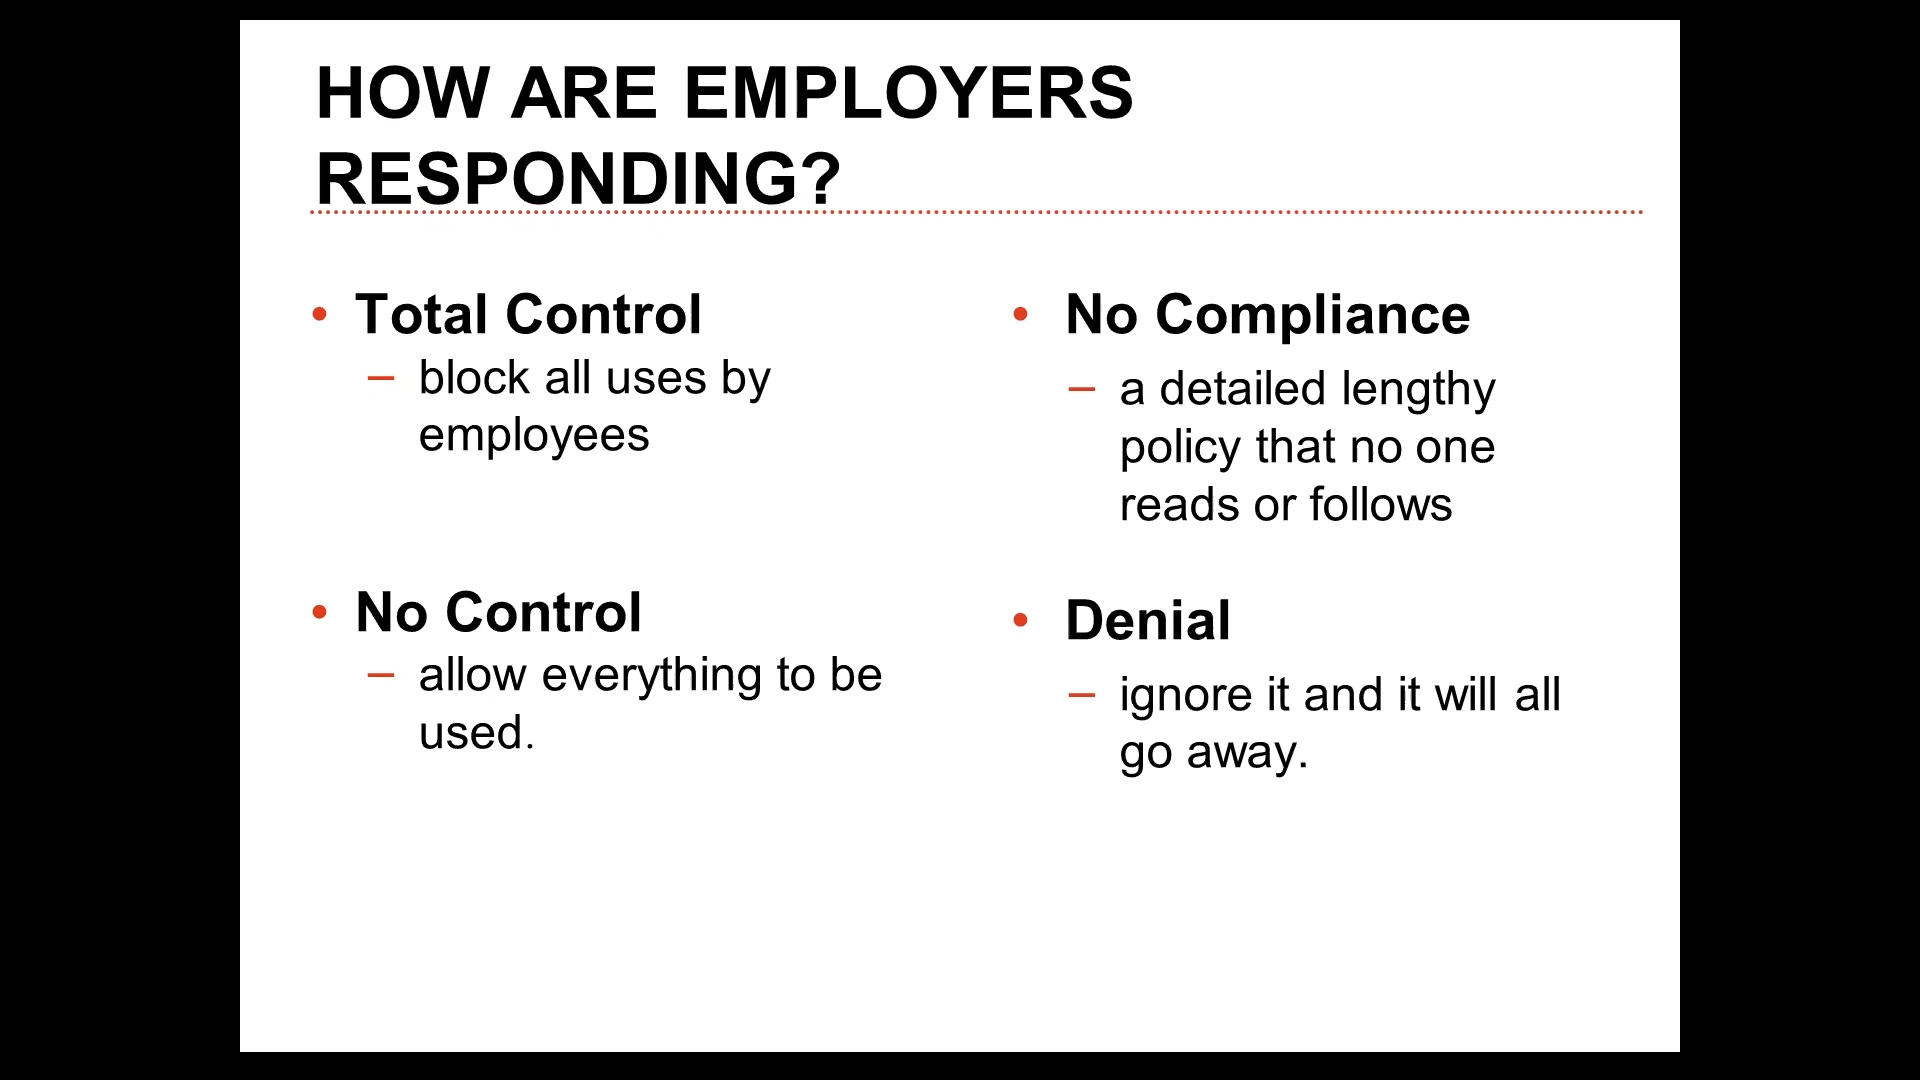 HOW ARE EMPLOYERS
RESPONDING?
• Total Control
– block all uses by
employees
• No Control
– allow everything to be
used.
• No Compliance
– a detailed lengthy
policy that no one
reads or follows
• Denial
– ignore it and it will all
go away.